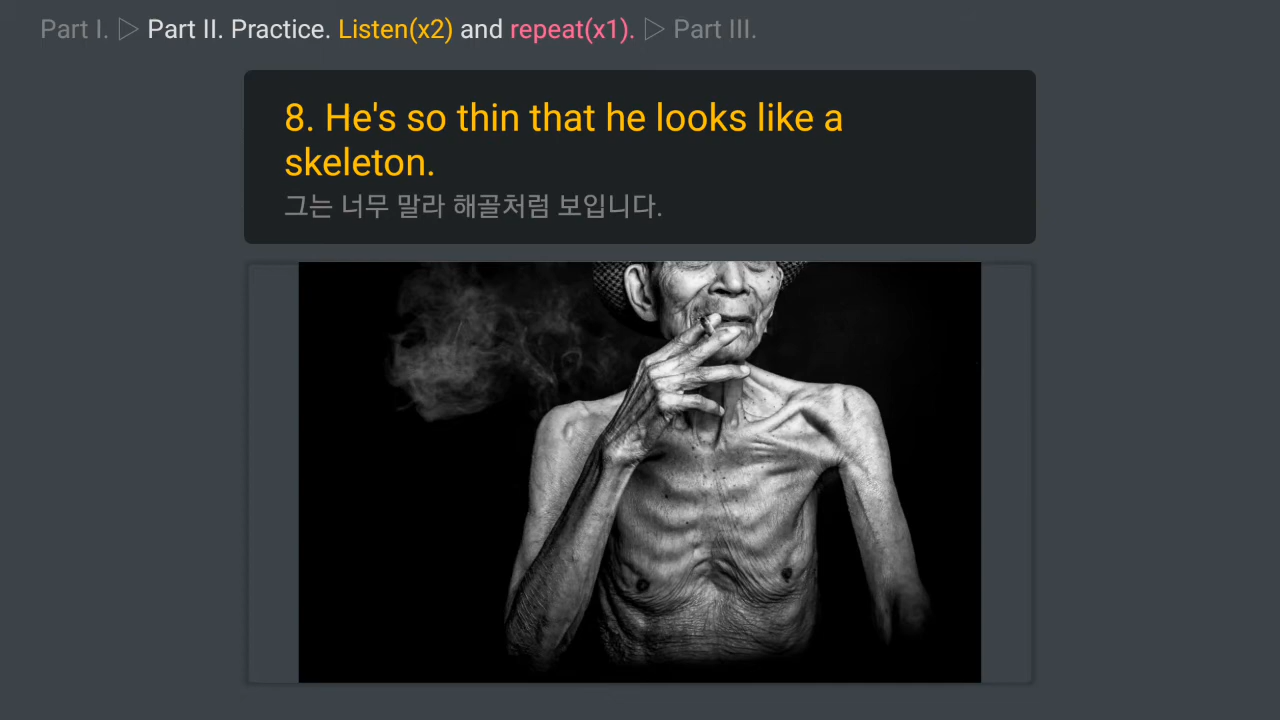 Part I. ▷ Part II. Practice. Listen(x2) and repeat(x1). ▷ Part III.
8. He's so thin that he looks like a
skeleton.
그는 너무 말라 해골처럼 보입니다.